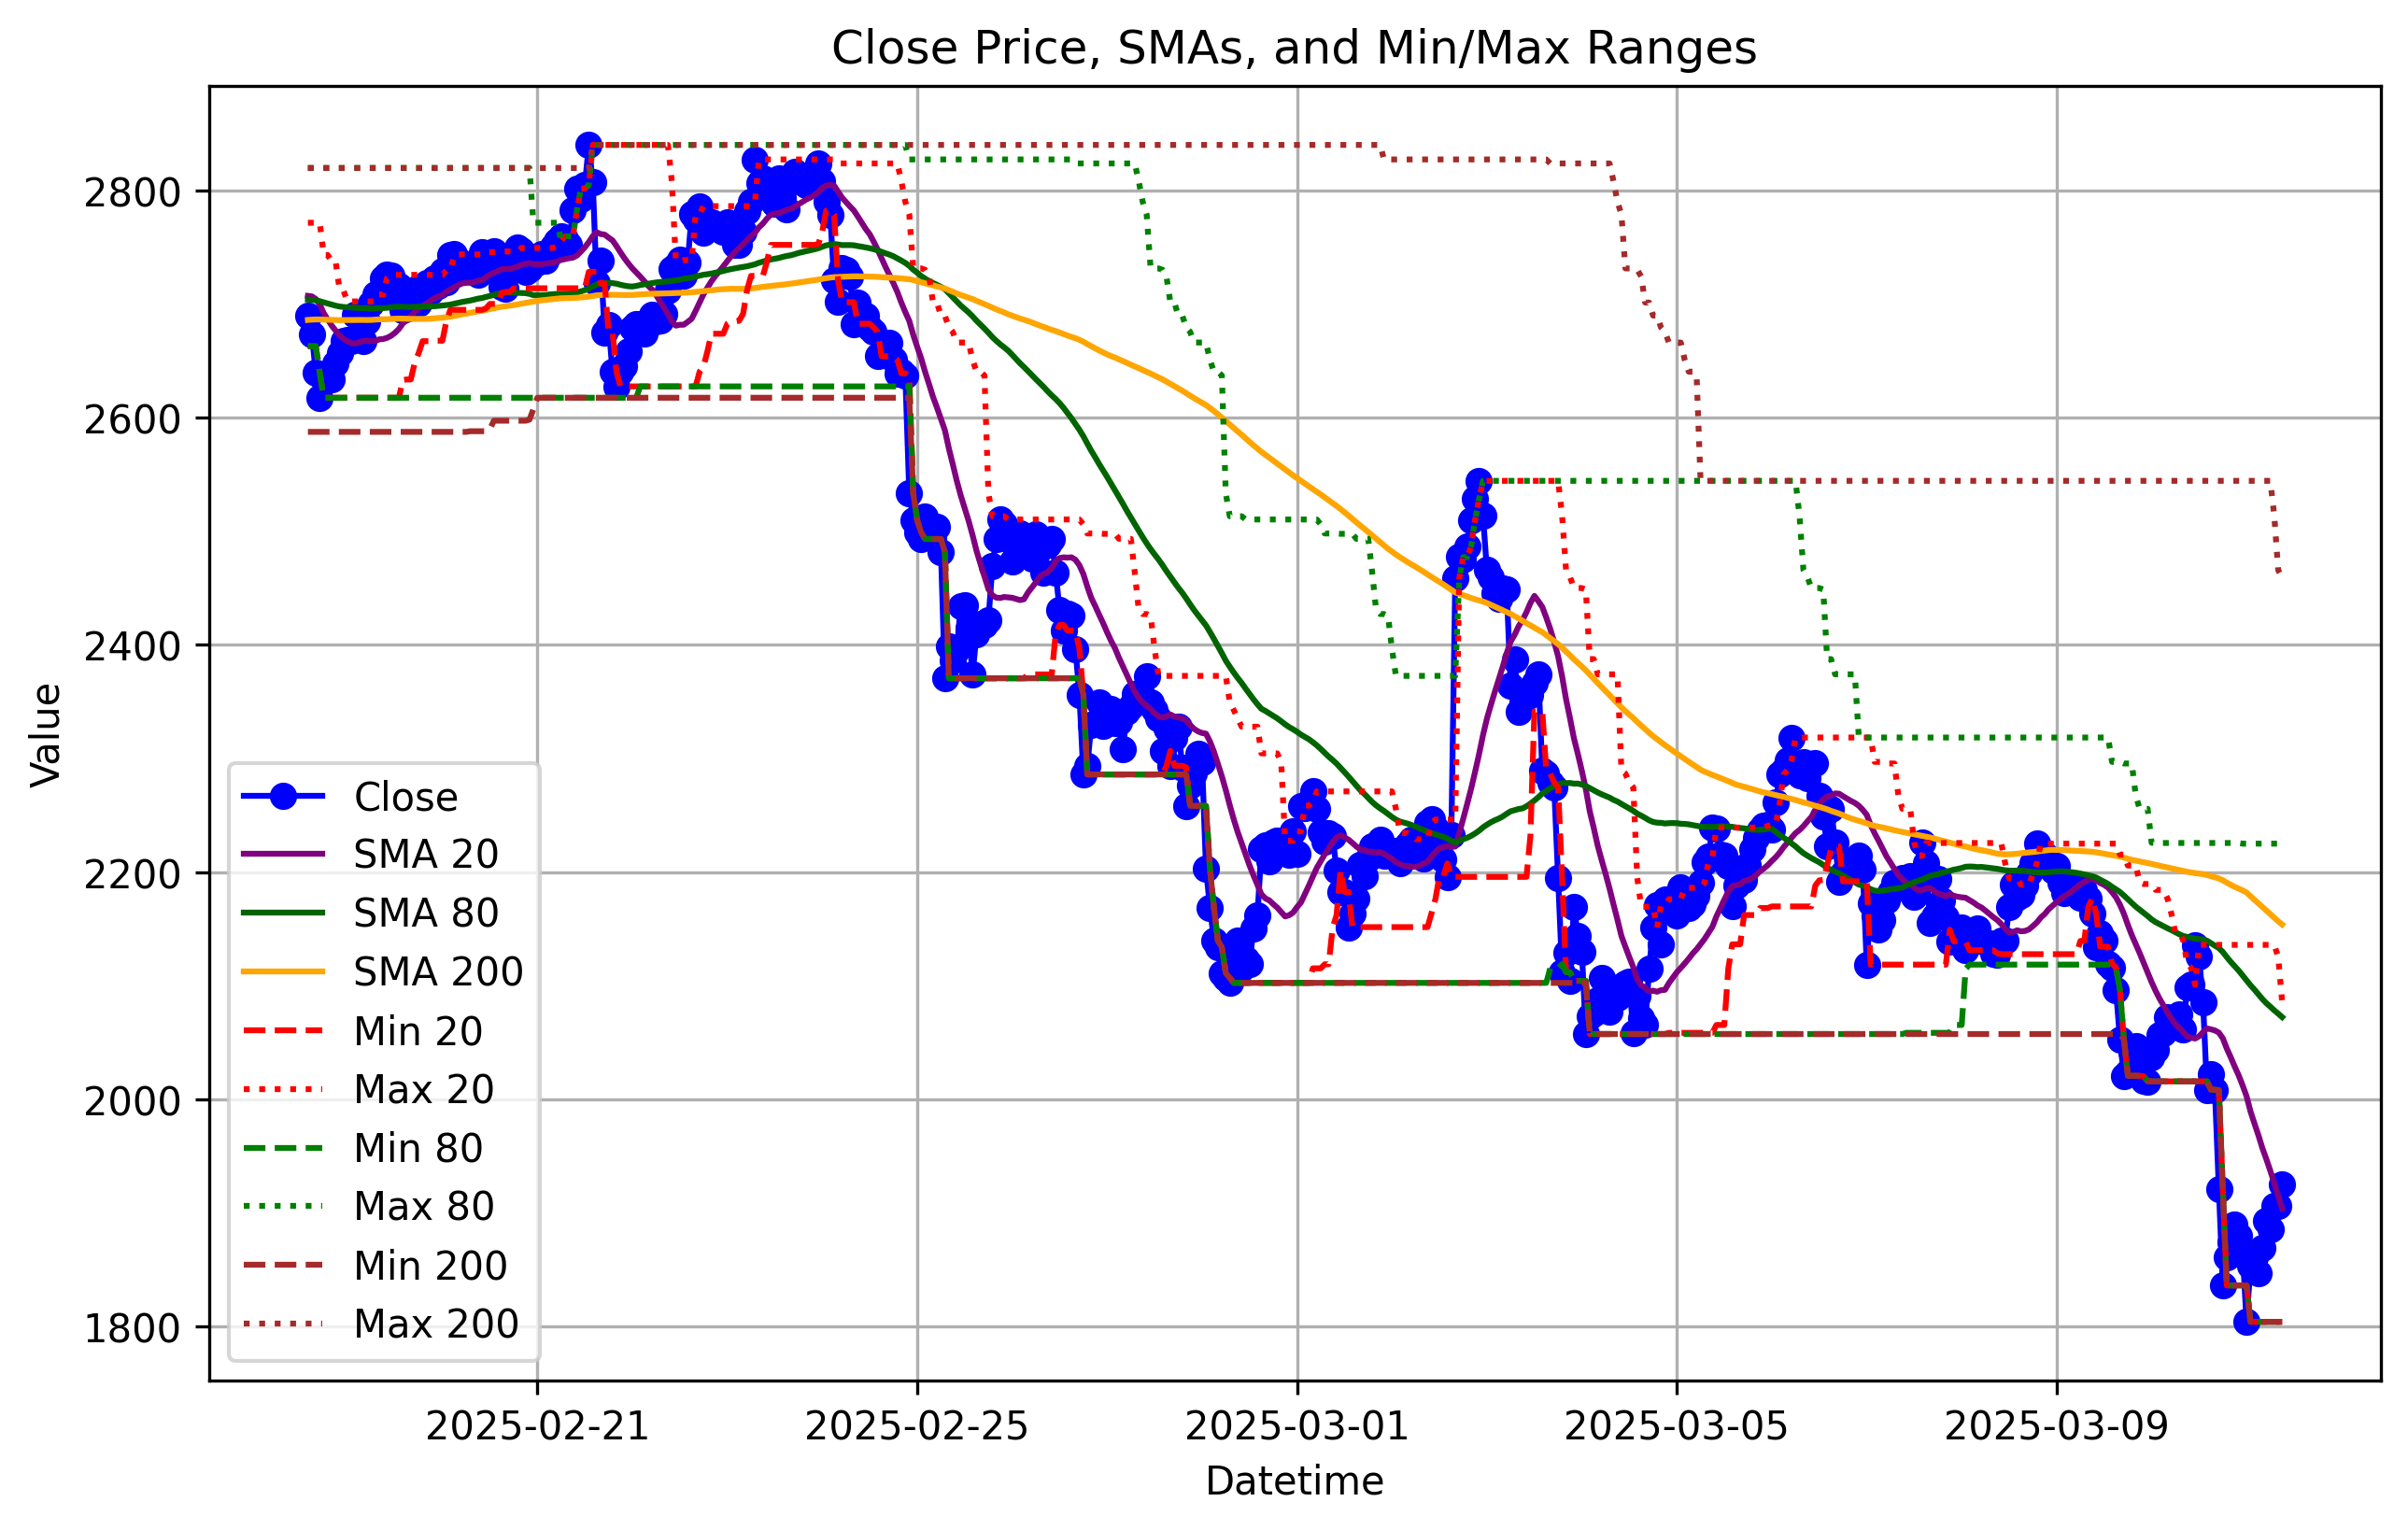 Close Price, SMAs, and Min/Max Ranges
Value
2800
2600
2400
2200
2000
1800
Close
SMA 20
SMA 80
SMA 200
Min 20
Max 20
Min 80
Max 80
Min 200
Max 200
2025-02-21
2025-02-25
2025-03-01
2025-03-05
2025-03-09
Datetime